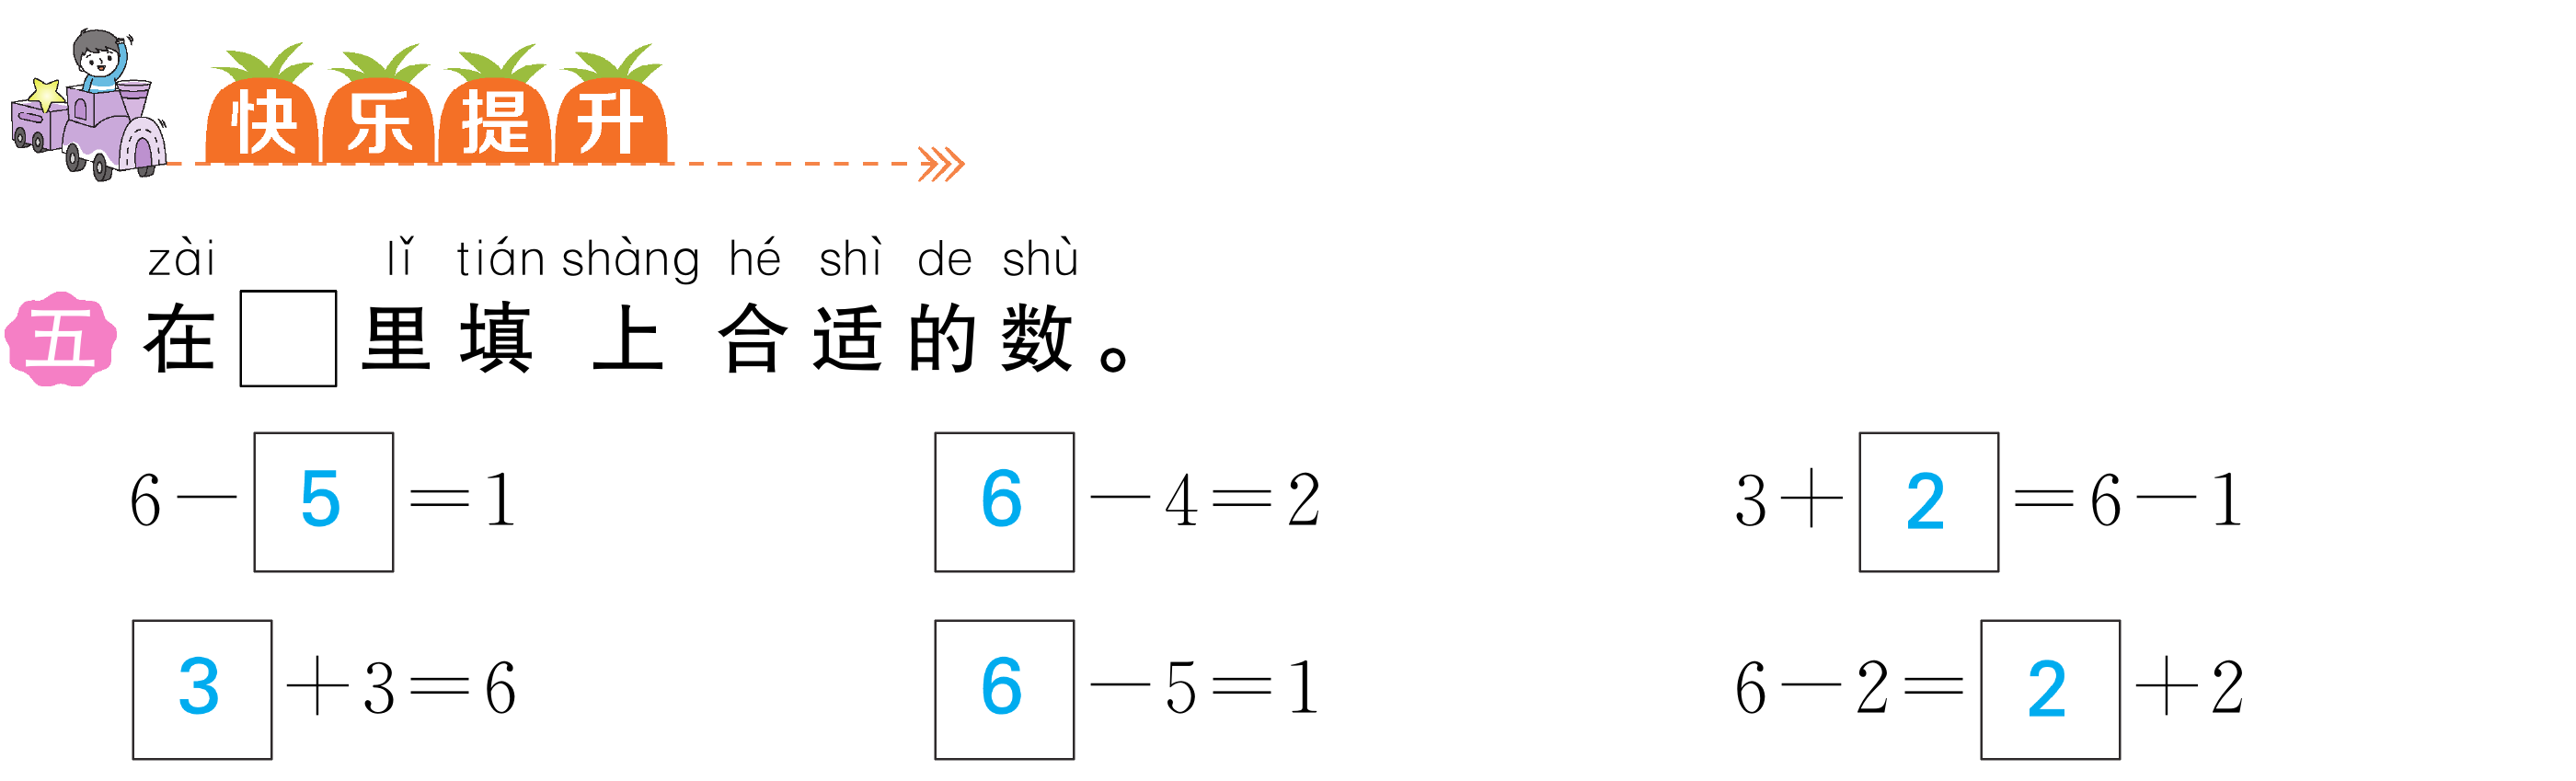 快乐提升
zài lǐ tián shàng hé shì de shù
五 在□里填上合适的数。
6－5＝1 6－4＝2 3＋2＝6－1
3＋3＝6 6－5＝1 6－2＝2＋2